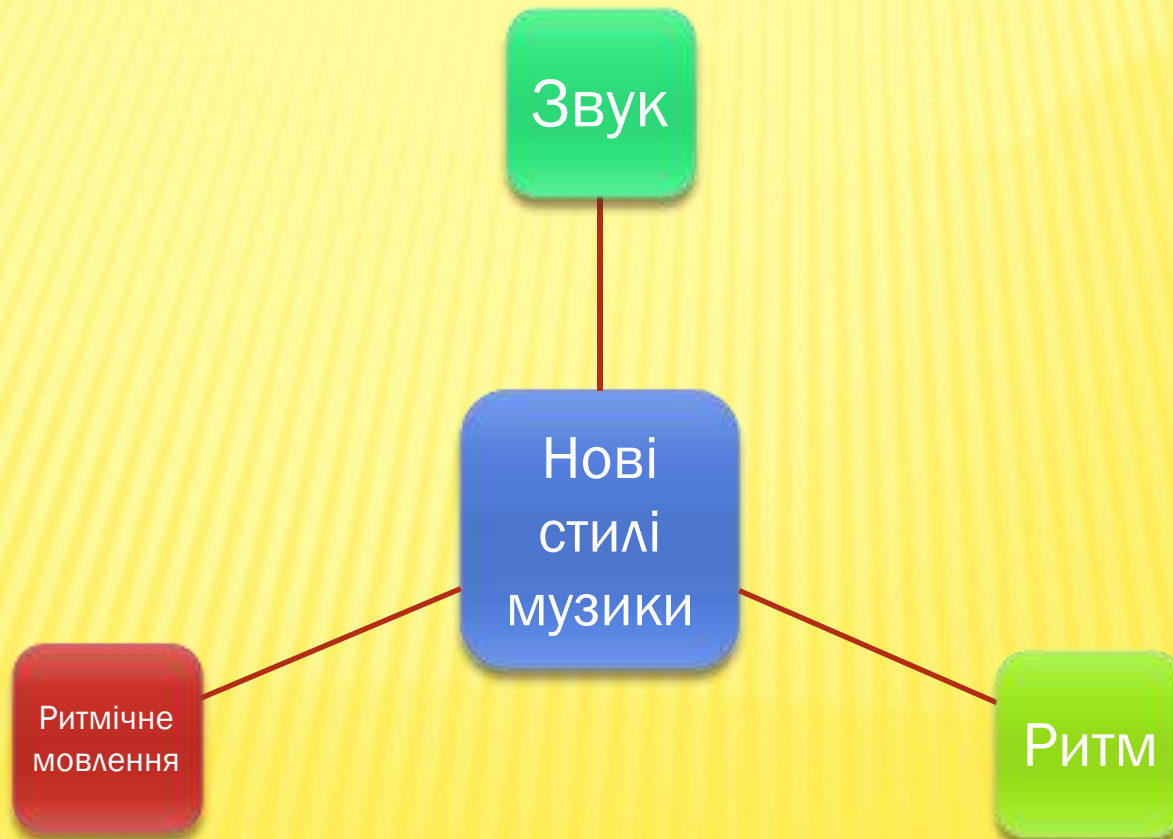 Звук
Нові
стилі
музики
Ритмічне
мовлення
Ритм